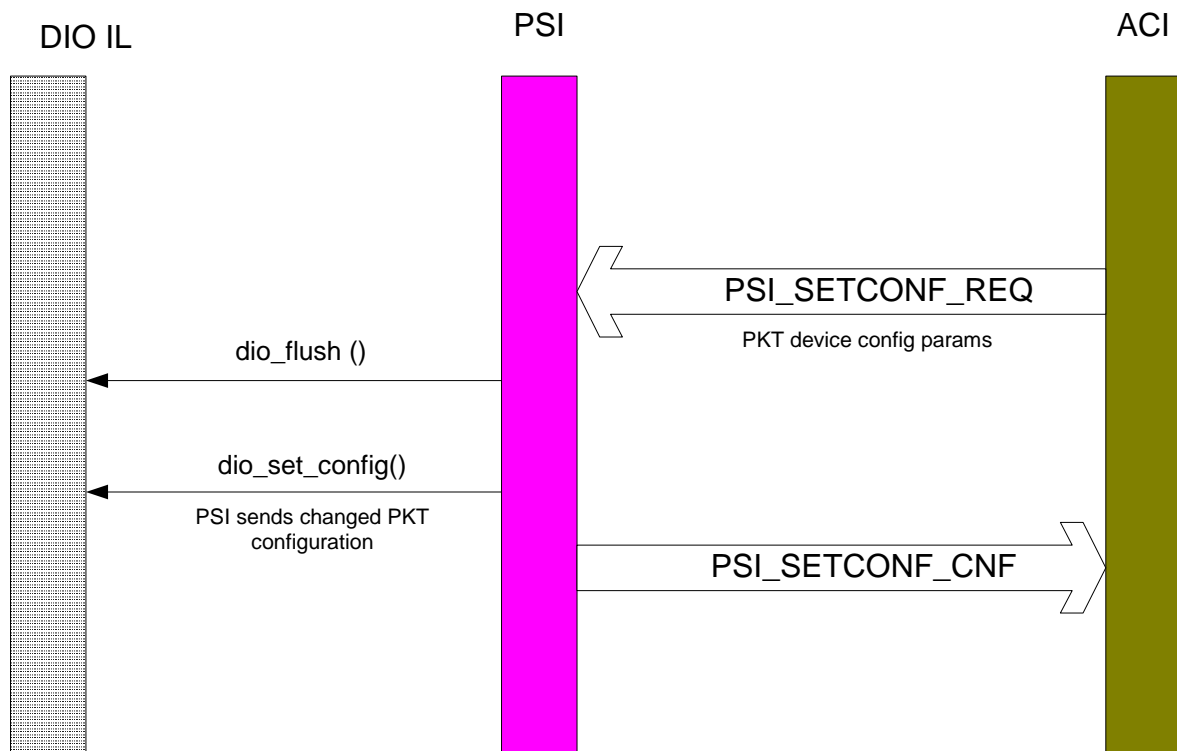 DIO IL
PSI
ACI
PSI_SETCONF_REQ
PKT device config params
dio_flush ()
dio_set_config()
PSI sends changed PKT
configuration
PSI_SETCONF_CNF